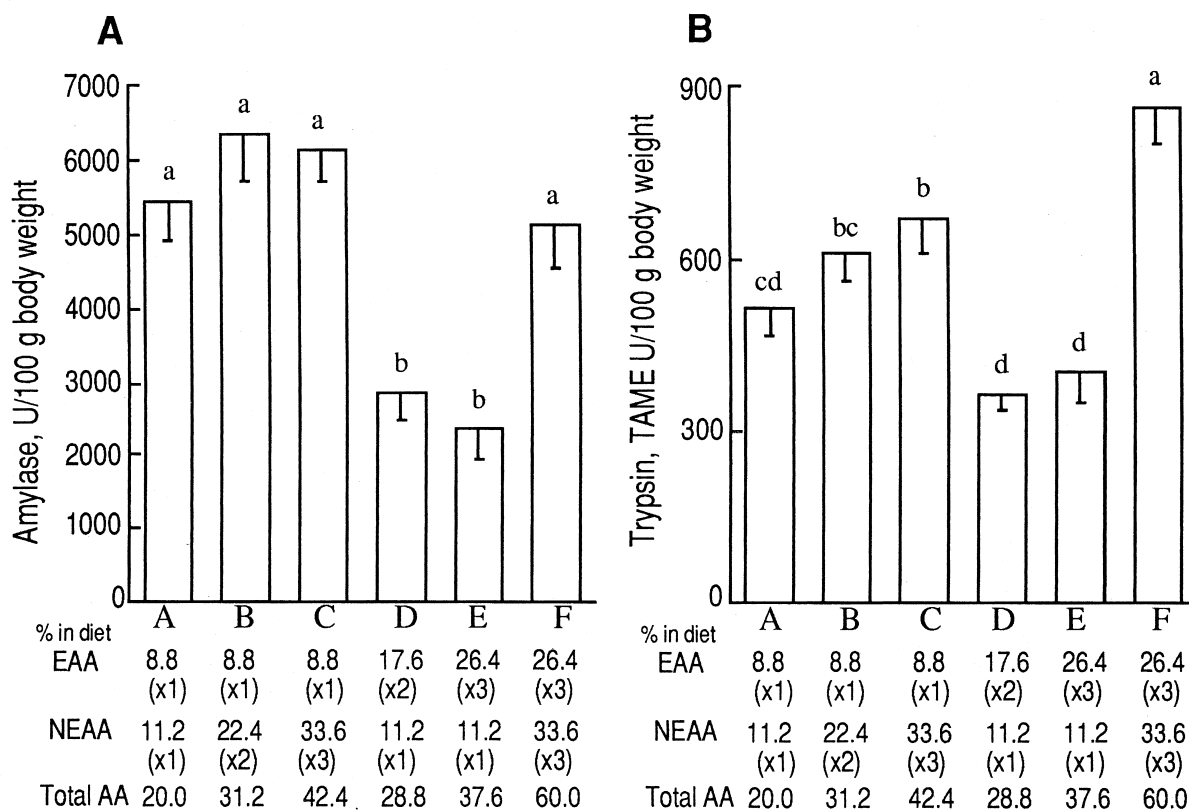 A
Amylase, U/100 g body weight
7000
6000
5000
4000
3000
2000
1000
0
a
a
a
b
b
a
A B C D E F
% in diet
EAA 8.8 8.8 8.8 17.6 26.4 26.4
(x1) (x1) (x1) (x2) (x3) (x3)
NEAA 11.2 22.4 33.6 11.2 11.2 33.6
(x1) (x2) (x3) (x1) (x1) (x3)
Total AA 20.0 31.2 42.4 28.8 37.6 60.0
B
Trypsin, TAME U/100 g body weight
900
600
300
0
cd
bc
b
d
d
a
A B C D E F
EAA 8.8 8.8 8.8 17.6 26.4 26.4
(x1) (x1) (x1) (x2) (x3) (x3)
NEAA 11.2 22.4 33.6 11.2 11.2 33.6
(x1) (x2) (x3) (x1) (x1) (x3)
Total AA 20.0 31.2 42.4 28.8 37.6 60.0